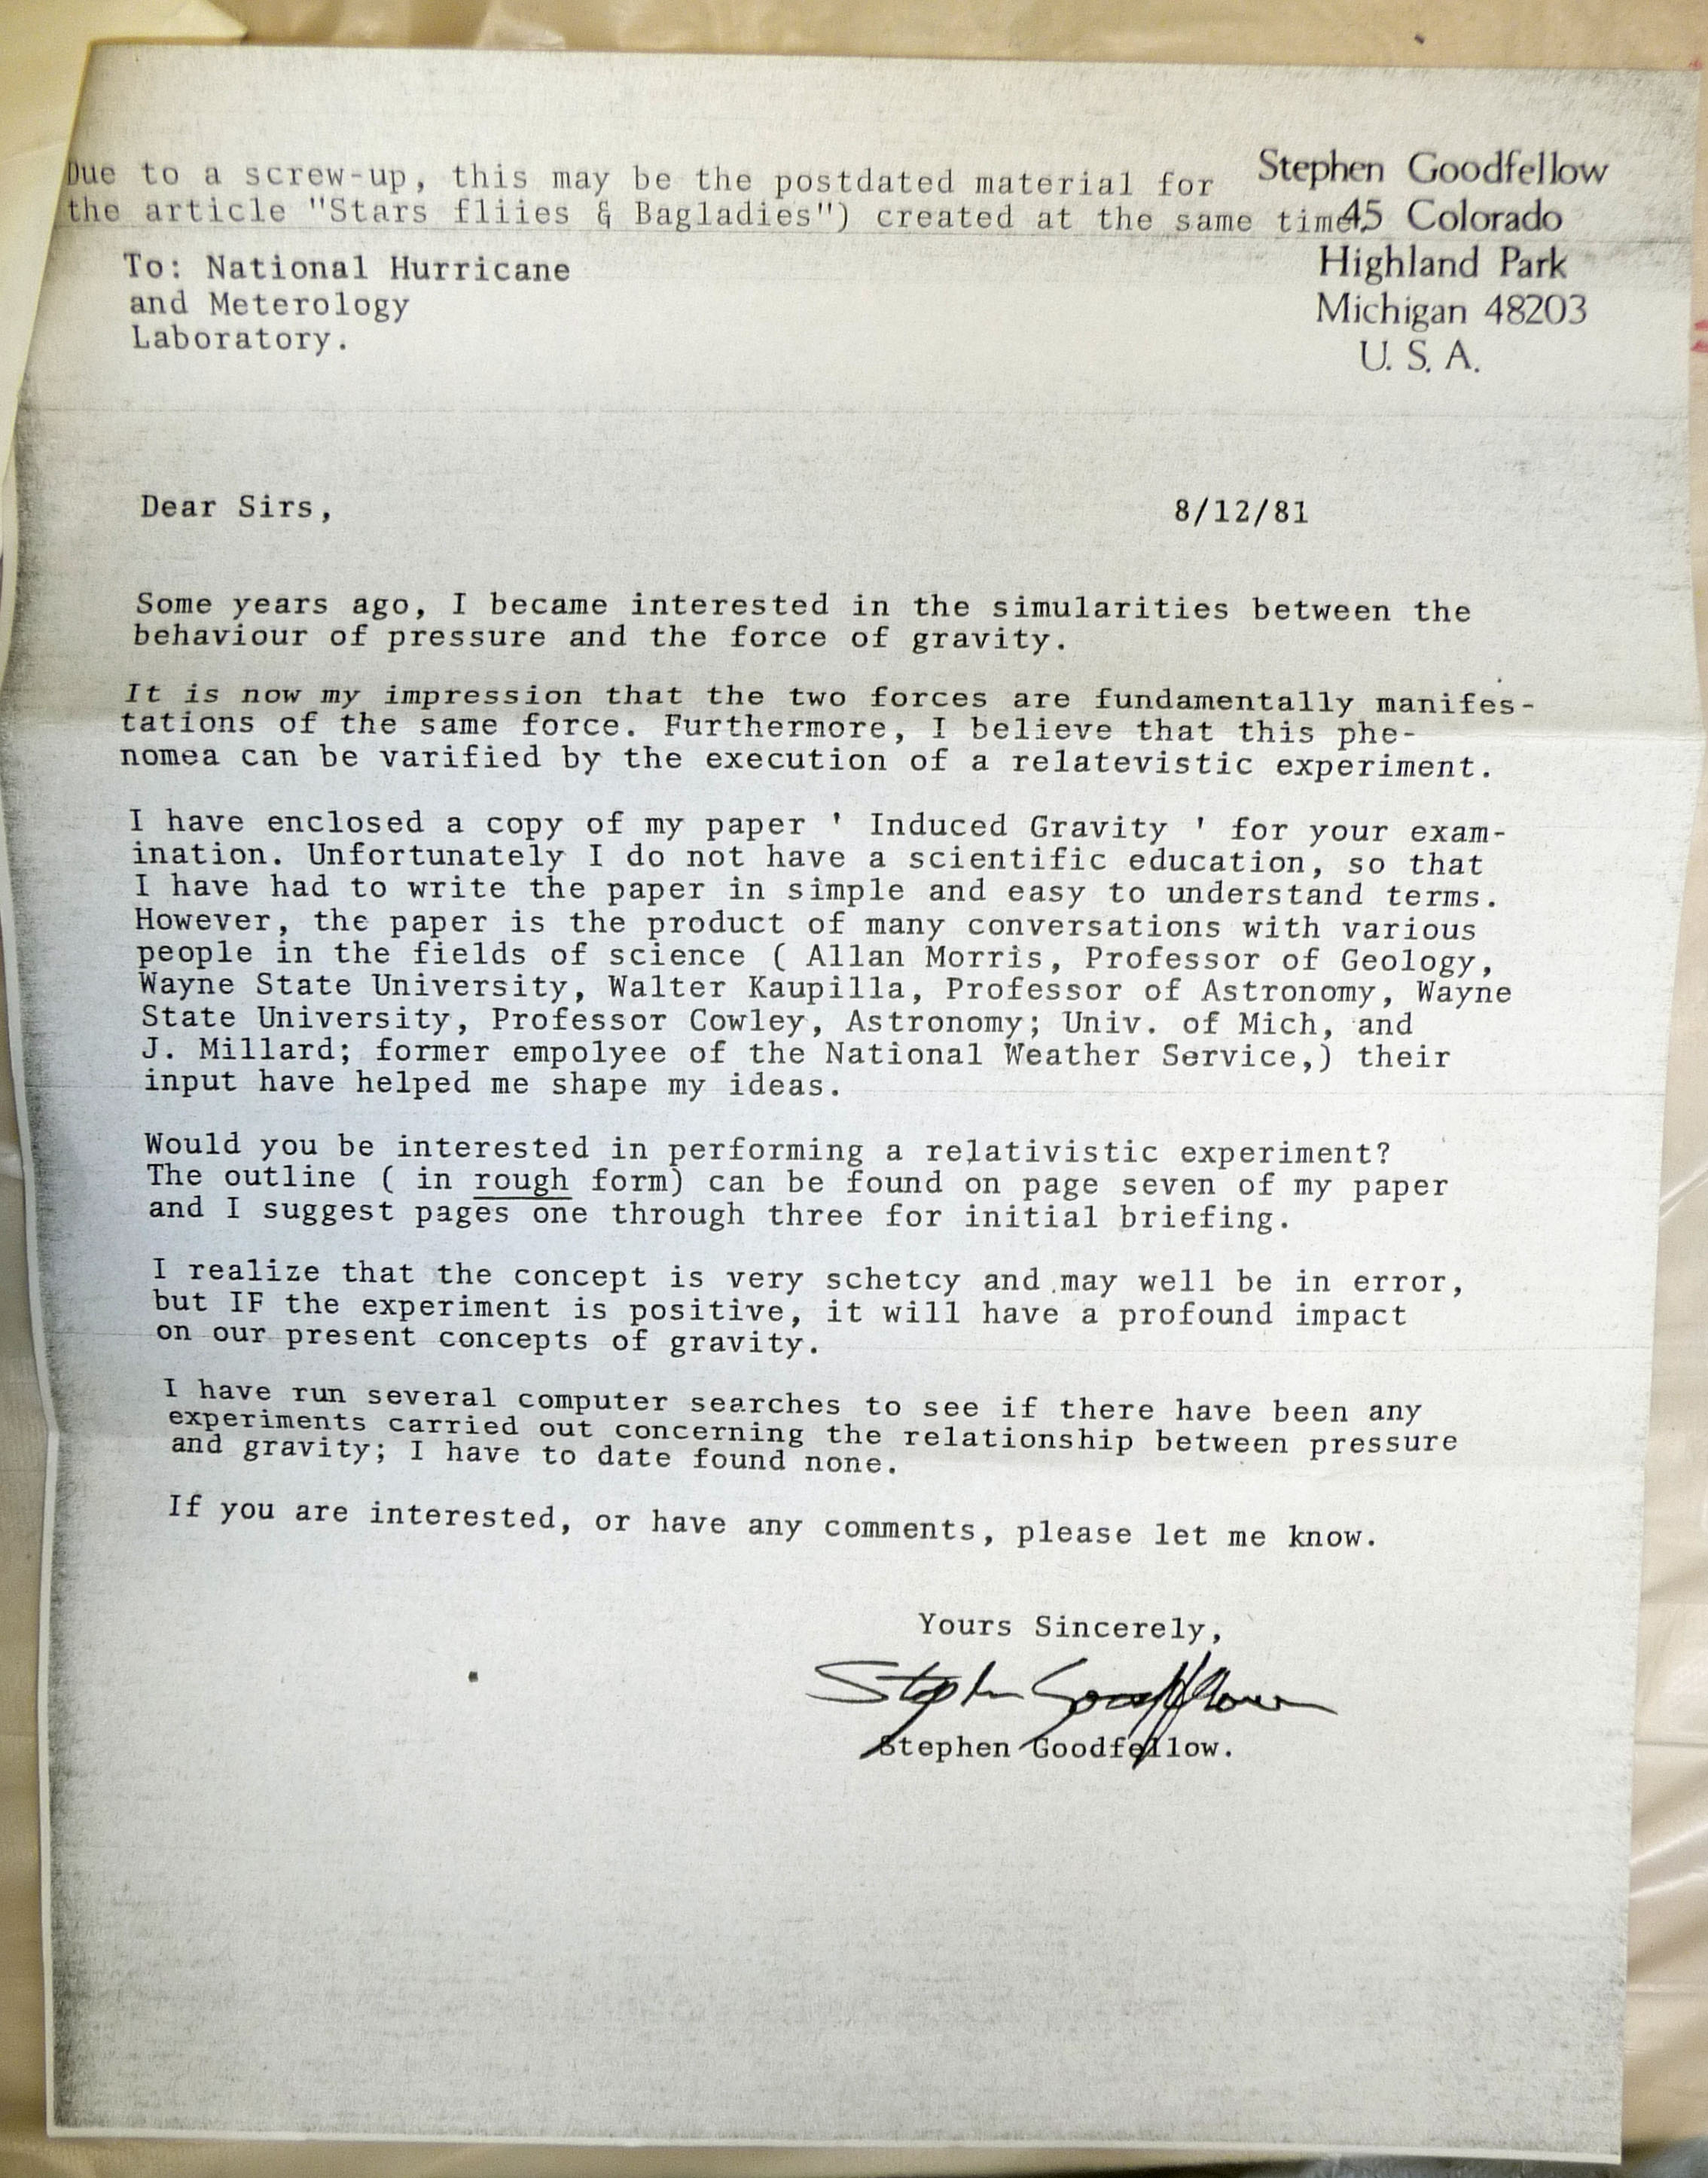 Due to a screw-up, this may be the postdated material for
the article "Stars fliies & Bagladies") created at the same time
Stephen Goodfellow
45 Colorado
Highland Park
Michigan 48203
U. S. A.
To: National Hurricane
and Meterology
Laboratory.
Dear Sirs,
8/12/81
Some years ago, I became interested in the simularities between the
behaviour of pressure and the force of gravity.
It is now my impression that the two forces are fundamentally manifes-
tations of the same force. Furthermore, I believe that this phe-
nomea can be varified by the execution of a relatevistic experiment.
I have enclosed a copy of my paper ' Induced Gravity ' for your exam-
ination. Unfortunately I do not have a scientific education, so that
I have had to write the paper in simple and easy to understand terms.
However, the paper is the product of many conversations with various
people in the fields of science ( Allan Morris, Professor of Geology,
Wayne State University, Walter Kaupilla, Professor of Astronomy, Wayne
State University, Professor Cowley, Astronomy; Univ. of Mich, and
J. Millard; former empolyee of the National Weather Service,) their
input have helped me shape my ideas.
Would you be interested in performing a relativistic experiment?
The outline ( in rough form) can be found on page seven of my paper
and I suggest pages one through three for initial briefing.
I realize that the concept is very schetcy and may well be in error,
but IF the experiment is positive, it will have a profound impact
on our present concepts of gravity.
I have run several computer searches to see if there have been any
experiments carried out concerning the relationship between pressure
and gravity; I have to date found none.
If you are interested, or have any comments, please let me know.
Yours Sincerely,
Stephen Goodfellow
Stephen Goodfellow.